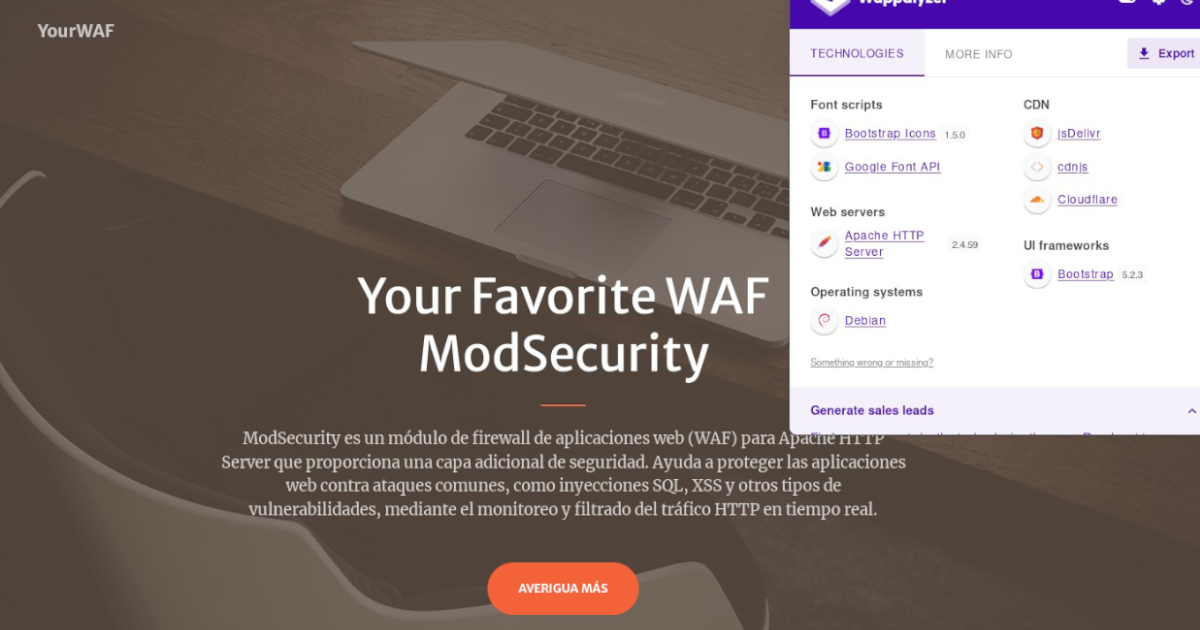 YourWAF
Your Favorite WAF
ModSecurity
ModSecurity es un módulo de firewall de aplicaciones web (WAF) para Apache HTTP
Server que proporciona una capa adicional de seguridad. Ayuda a proteger las aplicaciones
web contra ataques comunes, como inyecciones SQL, XSS y otros tipos de
vulnerabilidades, mediante el monitoreo y filtrado del tráfico HTTP en tiempo real.
AVERIGUA MÁS
Wappalyzer
TECHNOLOGIES
MORE INFO
Export
Font scripts
Bootstrap Icons 1.5.0
Google Font API
Web servers
Apache HTTP
Server 2.4.59
Operating systems
Debian
CDN
jsDelivr
cdnjs
Cloudflare
UI frameworks
Bootstrap 5.2.3
Something wrong or missing?
Generate sales leads